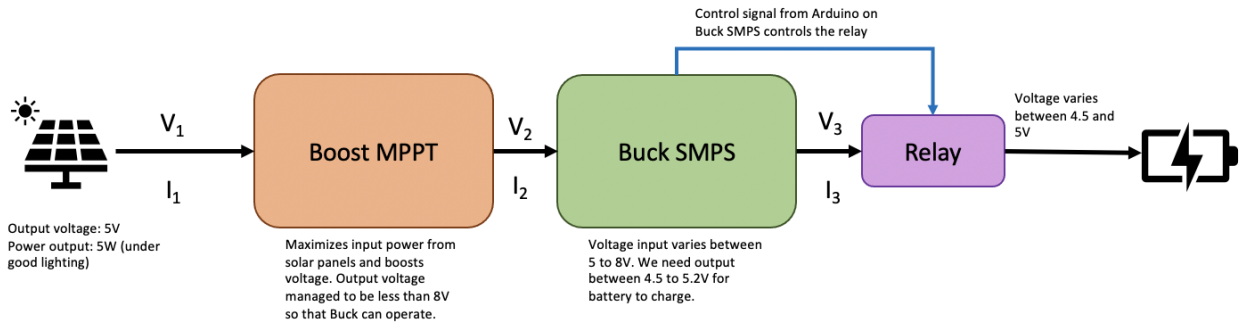 Control signal from Arduino on
Buck SMPS controls the relay
Voltage varies
between 4.5 and
5V
V1
V2
V3
Boost MPPT
Buck SMPS
Relay
I1
I2
I3
Output voltage: 5V
Power output: 5W (under
good lighting)
Maximizes input power from
solar panels and boosts
voltage. Output voltage
managed to be less than 8V
so that Buck can operate.
Voltage input varies between
5 to 8V. We need output
between 4.5 to 5.2V for
battery to charge.